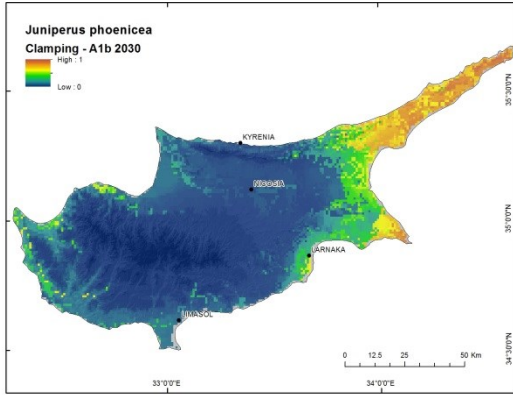 Juniperus phoenicea
Clamping - A1b 2030
High : 1
Low : 0
KYRENIA
NICOSIA
LARNAKA
LIMASOL
0 12.5 25 50 Km
35°30'0"N
35°0'0"N
34°30'0"N
33°0'0"E
34°0'0"E